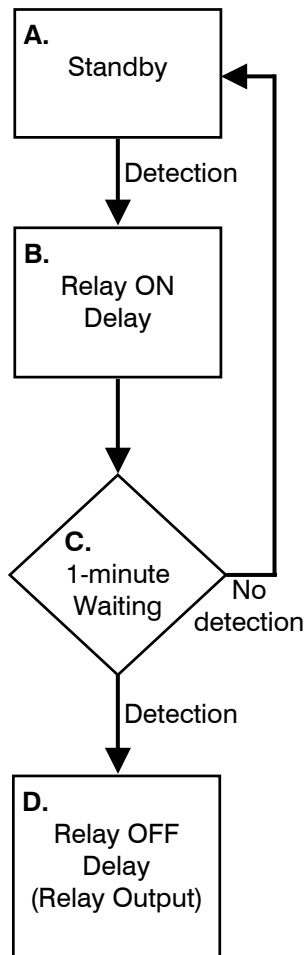 A.
Standby
Detection
B.
Relay ON
Delay
C.
1-minute
Waiting
No
detection
Detection
D.
Relay OFF
Delay
(Relay Output)